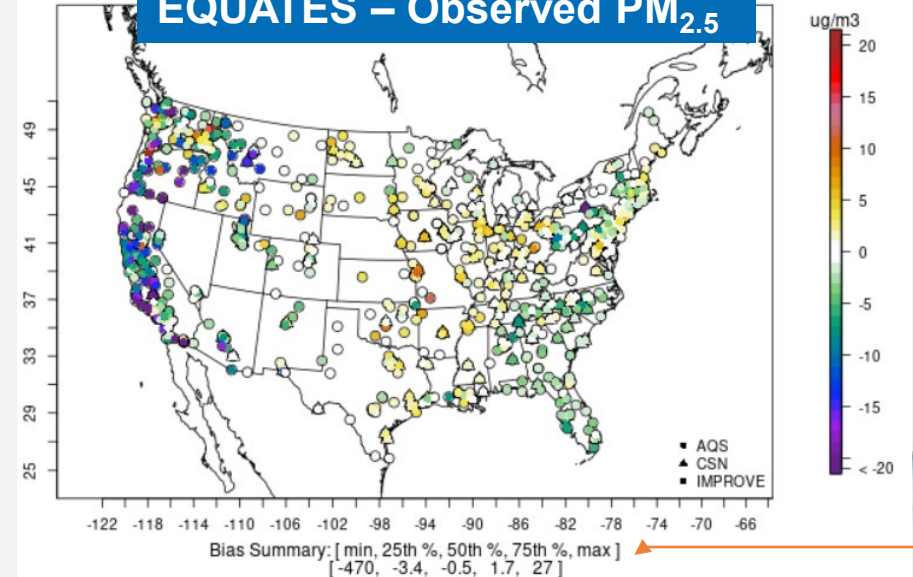 EQUATES – Observed PM2.5
ug/m3
20
15
10
5
0
-5
-10
-15
< -20
49
45
41
37
33
29
25
AQS
CSN
IMPROVE
-122 -118 -114 -110 -106 -102 -98 -94 -90 -86 -82 -78 -74 -70 -66
Bias Summary: [ min, 25th %, 50th %, 75th %, max ]
[ -470, -3.4, -0.5, 1.7, 27 ]